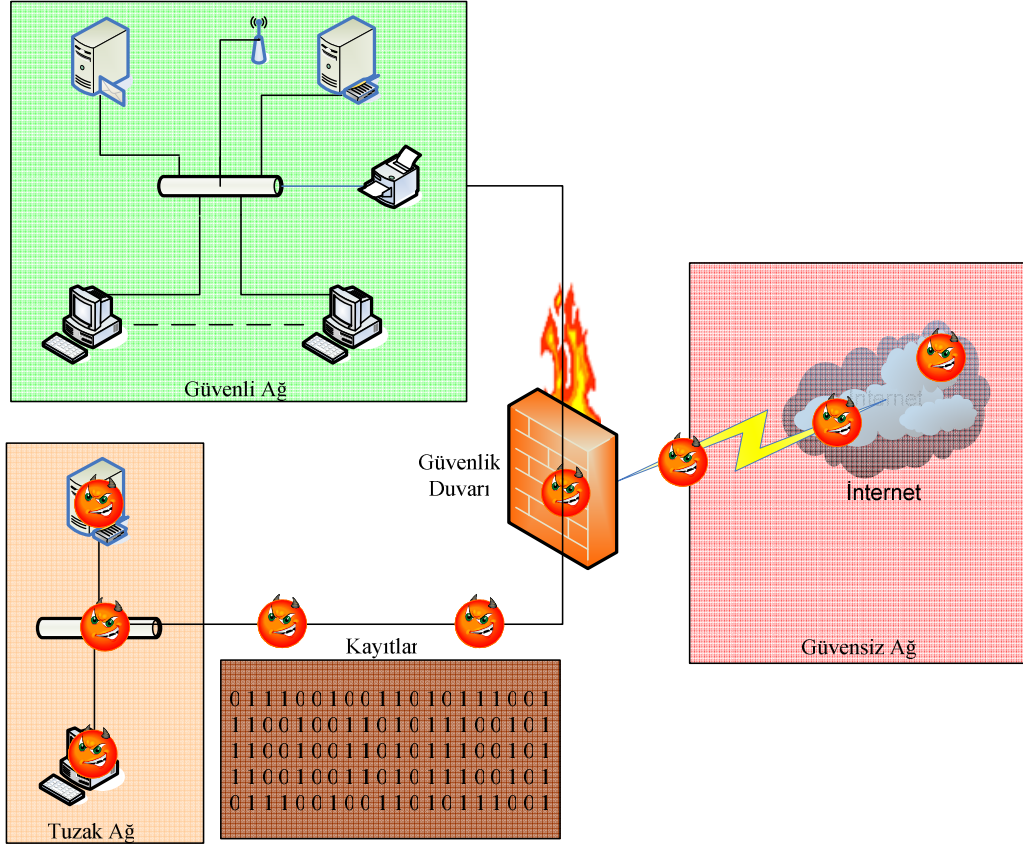 Güvenli Ağ
Güvenlik
Duvarı
İnternet
İnternet
Güvensiz Ağ
Kayıtlar
0 1 1 1 0 0 1 0 0 1 1 0 1 0 1 1 1 0 0 1
1 1 0 0 1 0 0 1 1 0 1 0 1 1 1 0 0 1 0 1
1 1 0 0 1 0 0 1 1 0 1 0 1 1 1 0 0 1 0 1
1 1 0 0 1 0 0 1 1 0 1 0 1 1 1 0 0 1 0 1
0 1 1 1 0 0 1 0 0 1 1 0 1 0 1 1 1 0 0 1
Tuzak Ağ